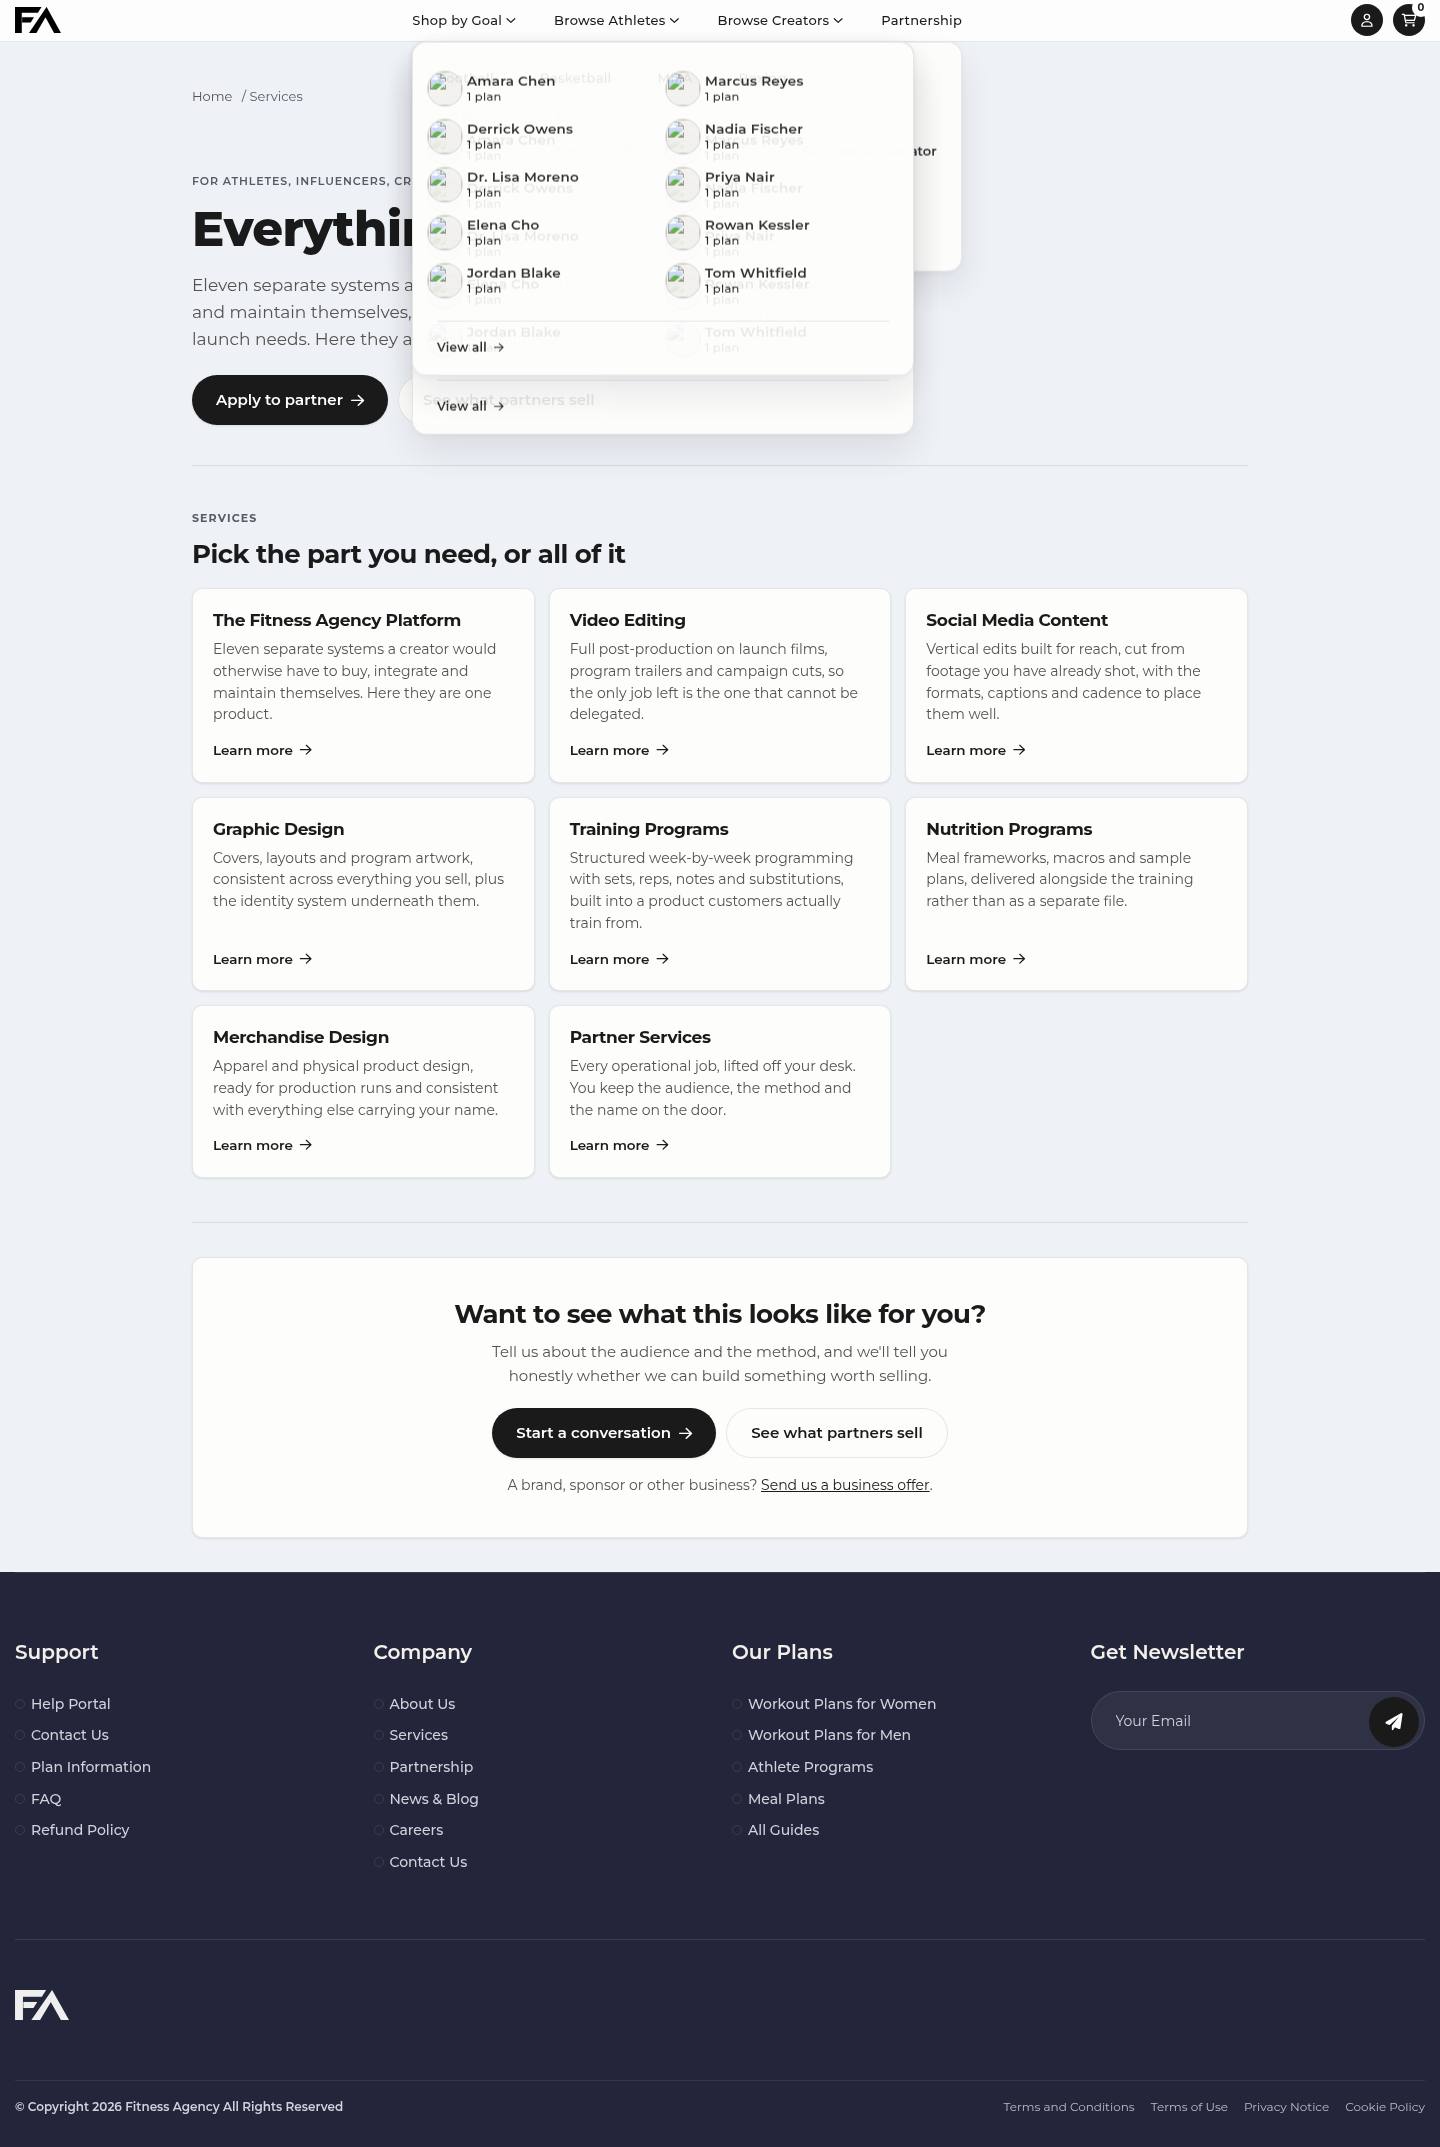 FA
Shop by Goal
Browse Athletes
Browse Creators
Partnership
0
Home / Services
FOR ATHLETES, INFLUENCERS, CR
Everythin
Eleven separate systems a
and maintain themselves,
launch needs. Here they a
Apply to partner
See what partners sell
Amara Chen
1 plan
Marcus Reyes
1 plan
Derrick Owens
1 plan
Nadia Fischer
1 plan
Dr. Lisa Moreno
1 plan
Priya Nair
1 plan
Elena Cho
1 plan
Rowan Kessler
1 plan
Jordan Blake
1 plan
Tom Whitfield
1 plan
Jordan Blake
Tom Whitfield
1 plan
View all
View all
SERVICES
Pick the part you need, or all of it
The Fitness Agency Platform
Eleven separate systems a creator would
otherwise have to buy, integrate and
maintain themselves. Here they are one
product.
Learn more
Video Editing
Full post-production on launch films,
program trailers and campaign cuts, so
the only job left is the one that cannot be
delegated.
Learn more
Social Media Content
Vertical edits built for reach, cut from
footage you have already shot, with the
formats, captions and cadence to place
them well.
Learn more
Graphic Design
Covers, layouts and program artwork,
consistent across everything you sell, plus
the identity system underneath them.
Learn more
Training Programs
Structured week-by-week programming
with sets, reps, notes and substitutions,
built into a product customers actually
train from.
Learn more
Nutrition Programs
Meal frameworks, macros and sample
plans, delivered alongside the training
rather than as a separate file.
Learn more
Merchandise Design
Apparel and physical product design,
ready for production runs and consistent
with everything else carrying your name.
Learn more
Partner Services
Every operational job, lifted off your desk.
You keep the audience, the method and
the name on the door.
Learn more
Want to see what this looks like for you?
Tell us about the audience and the method, and we'll tell you
honestly whether we can build something worth selling.
Start a conversation
See what partners sell
A brand, sponsor or other business? Send us a business offer.
Support
Help Portal
Contact Us
Plan Information
FAQ
Refund Policy
Company
About Us
Services
Partnership
News & Blog
Careers
Contact Us
Our Plans
Workout Plans for Women
Workout Plans for Men
Athlete Programs
Meal Plans
All Guides
Get Newsletter
Your Email
FA
© Copyright 2026 Fitness Agency All Rights Reserved
Terms and Conditions
Terms of Use
Privacy Notice
Cookie Policy